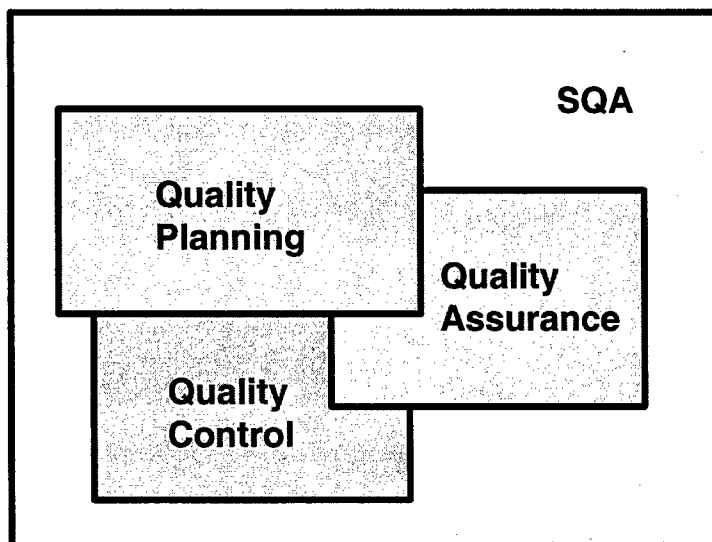 SQA
Quality
Planning
Quality
Assurance
Quality
Control